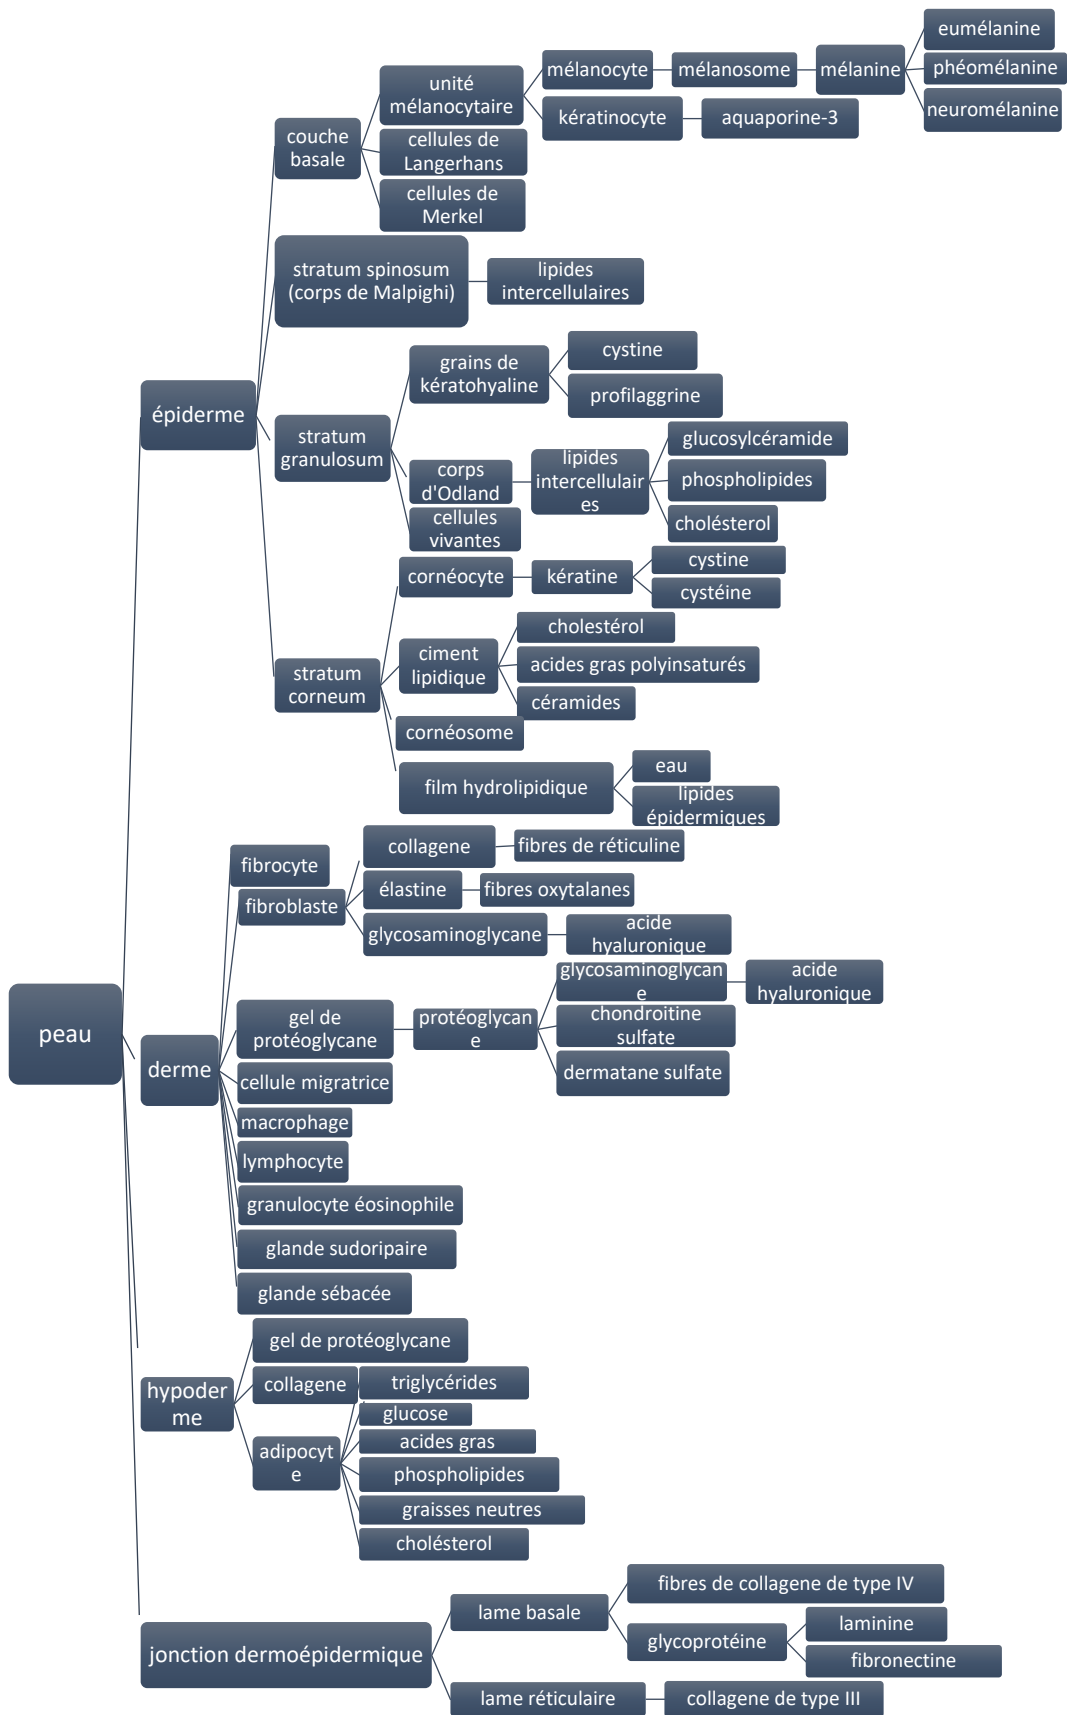 peau
épiderme
couche
basale
unité
mélanocytaire
mélanocyte
mélanosome
mélanine
eumélanine
phéomélanine
neuromélanine
kératinocyte
aquaporine-3
cellules de
Langerhans
cellules de
Merkel
stratum spinosum
(corps de Malpighi)
lipides
intercellulaires
stratum
granulosum
grains de
kératohyaline
cystine
profilaggrine
corps
d'Odland
lipides
intercellulair
es
glucosylcéramide
phospholipides
choléstérol
cellules
vivantes
stratum
corneum
cornéocyte
kératine
cystine
cystéine
ciment
lipidique
cholestérol
acides gras polyinsaturés
céramides
cornéosome
film hydrolipidique
eau
lipides
épidermiques
derme
fibrocyte
fibroblaste
collagene
fibres de réticuline
élastine
fibres oxytalanes
glycosaminoglycane
acide
hyaluronique
gel de
protéoglycane
protéoglycan
e
glycosaminoglycan
e
acide
hyaluronique
chondroitine
sulfate
dermatane sulfate
cellule migratrice
macrophage
lymphocyte
granulocyte éosinophile
glande sudoripaire
glande sébacée
hypoder
me
gel de protéoglycane
collagene
adipocyt
e
triglycérides
glucose
acides gras
phospholipides
graisses neutres
choléstérol
jonction dermoépidermique
lame basale
fibres de collagene de type IV
glycoprotéine
laminine
fibronectine
lame réticulaire
collagene de type III